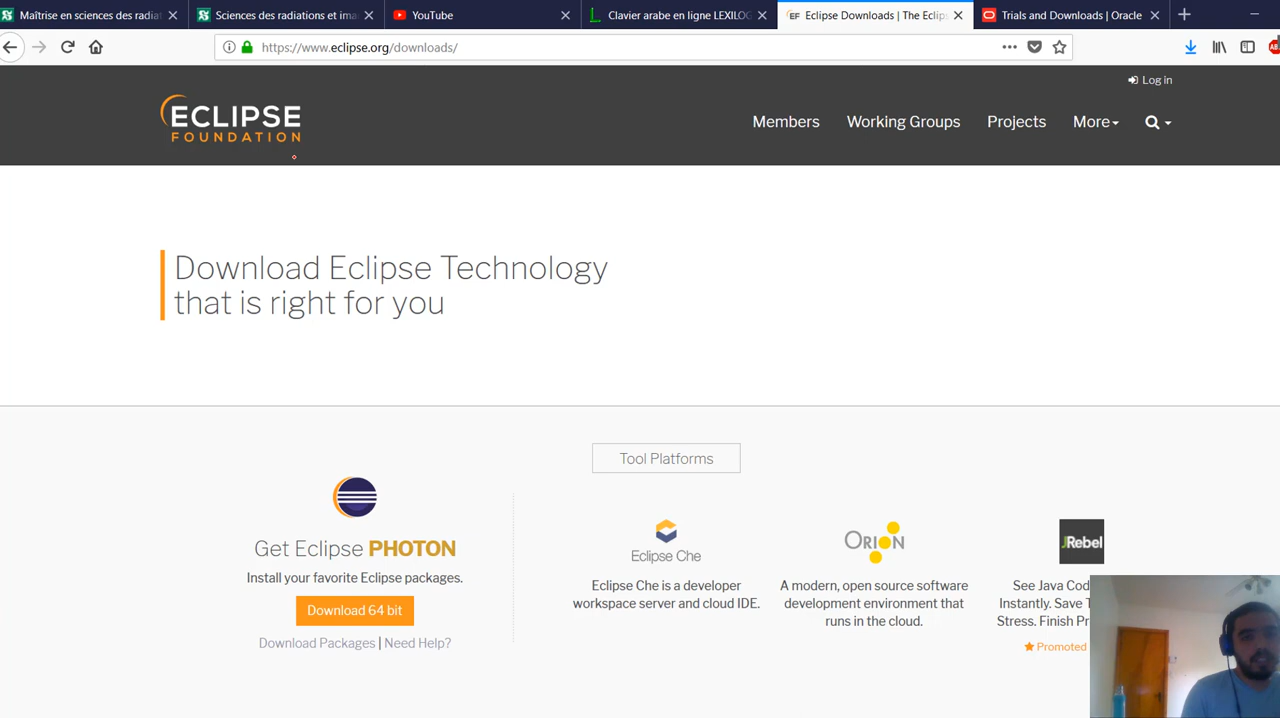 Maîtrise en sciences des radiat
Sciences des radiations et ima
YouTube
Clavier arabe en ligne LEXILOG
Eclipse Downloads | The Eclips
Trials and Downloads | Oracle
https://www.eclipse.org/downloads/
Log in
ECLIPSE
FOUNDATION
Members
Working Groups
Projects
More
Download Eclipse Technology
that is right for you
Tool Platforms
Get Eclipse PHOTON
Install your favorite Eclipse packages.
Download 64 bit
Download Packages | Need Help?
Eclipse Che
Eclipse Che is a developer
workspace server and cloud IDE.
ORION
A modern, open source software
development environment that
runs in the cloud.
JRebel
See Java Cod
Instantly. Save T
Stress. Finish Pr
Promoted